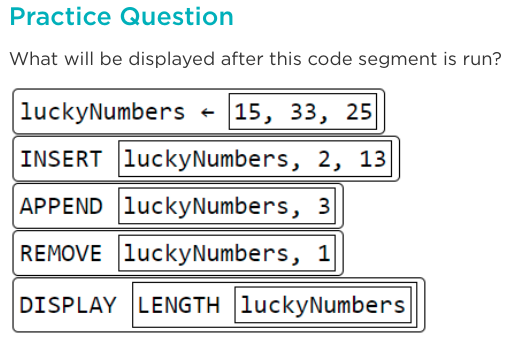 Practice Question
What will be displayed after this code segment is run?
luckyNumbers ← 15, 33, 25
INSERT luckyNumbers, 2, 13
APPEND luckyNumbers, 3
REMOVE luckyNumbers, 1
DISPLAY LENGTH luckyNumbers